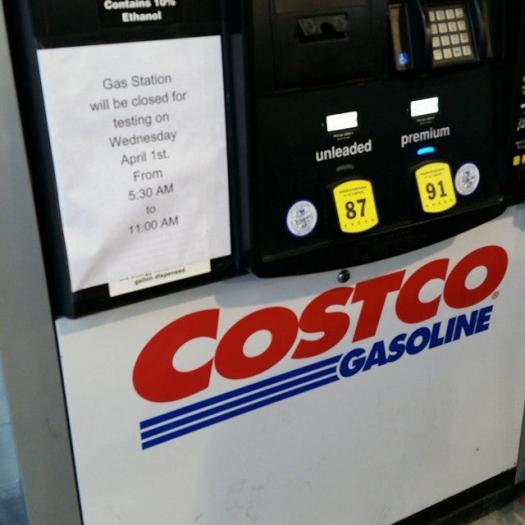 Contains 10%
Ethanol
Gas Station
will be closed for
testing on
Wednesday
April 1st.
From
5:30 AM
to
11:00 AM
gallon dispensed
unleaded
premium
87
91
COSTCO®
GASOLINE